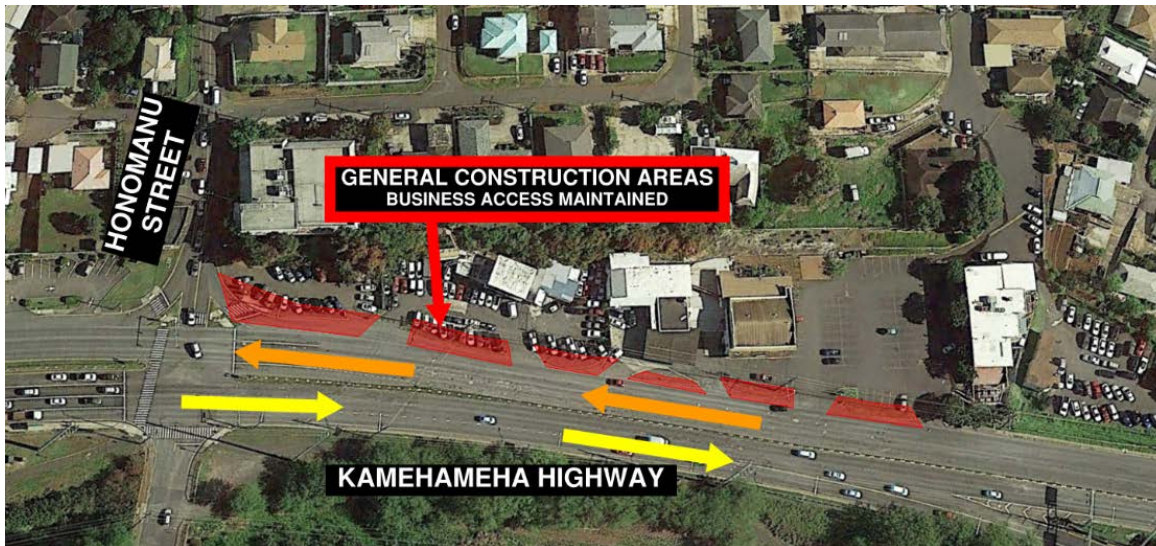 HONOMANU
STREET
GENERAL CONSTRUCTION AREAS
BUSINESS ACCESS MAINTAINED
KAMEHAMEHA HIGHWAY